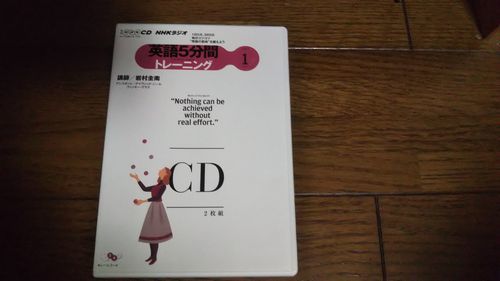 CD NHKラジオ
英語5分間
トレーニング
1
講師／岩村圭南
"Nothing can be
achieved
without
real effort."
CD
2枚組